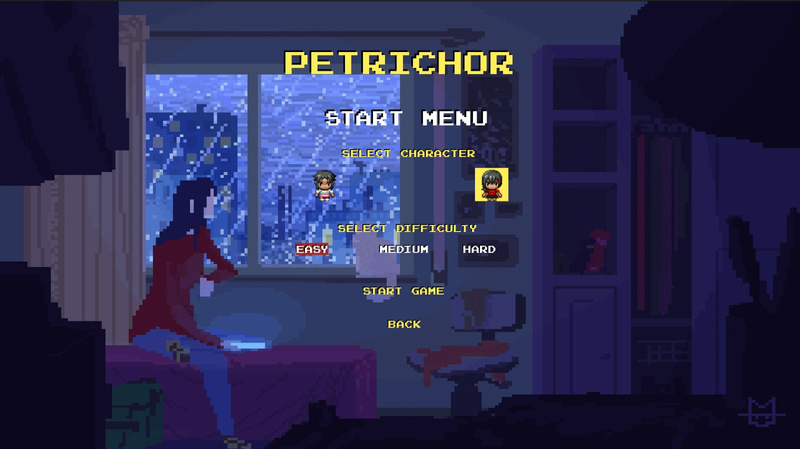 PETRICHOR
START MENU
SELECT CHARACTER
SELECT DIFFICULTY
EASY MEDIUM HARD
START GAME
BACK